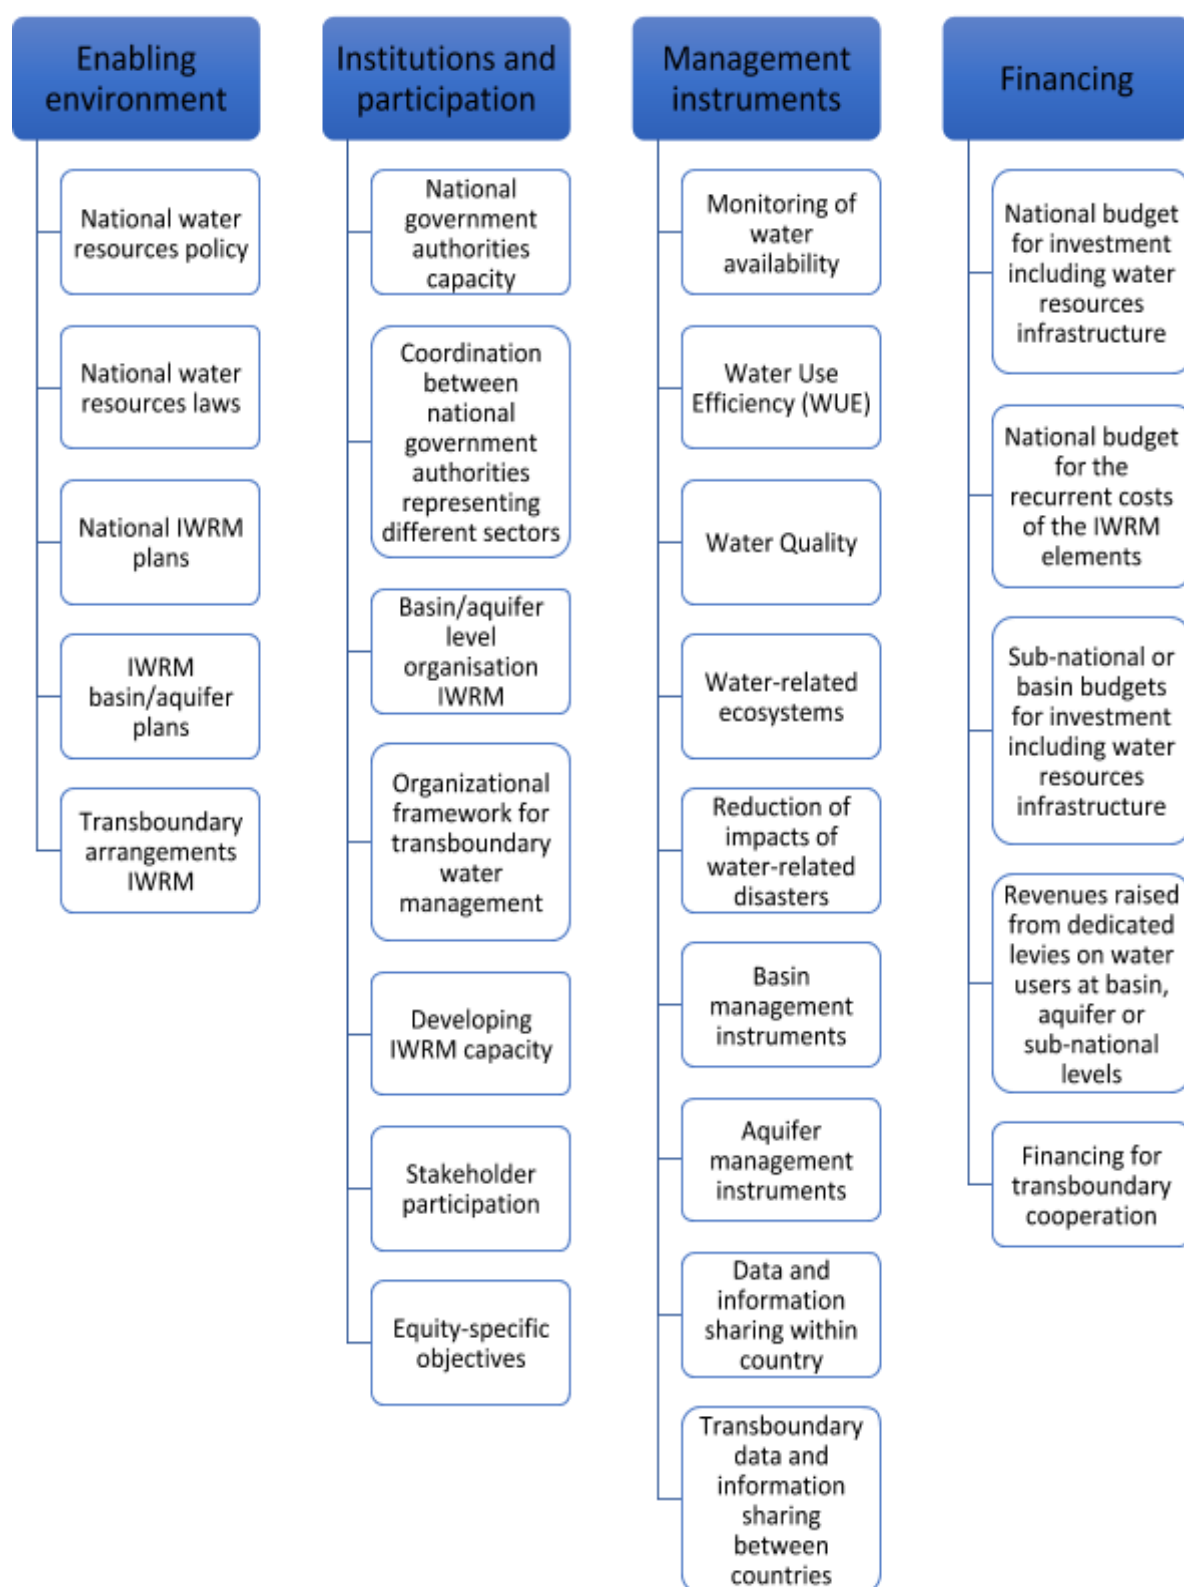 Enabling
environment
National water
resources policy
National water
resources laws
National IWRM
plans
IWRM
basin/aquifer
plans
Transboundary
arrangements
IWRM
Institutions and
participation
National
government
authorities
capacity
Coordination
between
national
government
authorities
representing
different sectors
Basin/aquifer
level
organisation
IWRM
Organizational
framework for
transboundary
water
management
Developing
IWRM capacity
Stakeholder
participation
Equity-specific
objectives
Management
instruments
Monitoring of
water
availability
Water Use
Efficiency (WUE)
Water Quality
Water-related
ecosystems
Reduction of
impacts of
water-related
disasters
Basin
management
instruments
Aquifer
management
instruments
Data and
information
sharing within
country
Transboundary
data and
information
sharing
between
countries
Financing
National budget
for investment
including water
resources
infrastructure
National budget
for the
recurrent costs
of the IWRM
elements
Sub-national or
basin budgets
for investment
including water
resources
infrastructure
Revenues raised
from dedicated
levies on water
users at basin,
aquifer or
sub-national
levels
Financing for
transboundary
cooperation